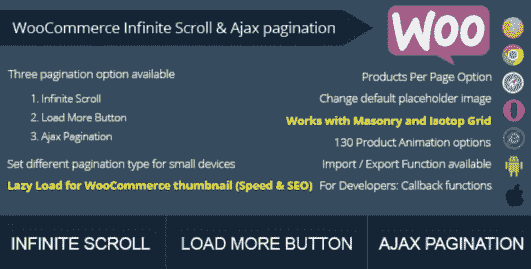 WooCommerce Infinite Scroll & Ajax pagination
WOO
Three pagination option available
1. Infinite Scroll
2. Load More Button
3. Ajax Pagination
Set different pagination type for small devices
Lazy Load for WooCommerce thumbnail (Speed & SEO)
Products Per Page Option
Change default placeholder image
Works with Masonry and Isotop Grid
130 Product Animation options
Import / Export Function available
For Developers: Callback functions
INFINITE SCROLL
LOAD MORE BUTTON
AJAX PAGINATION